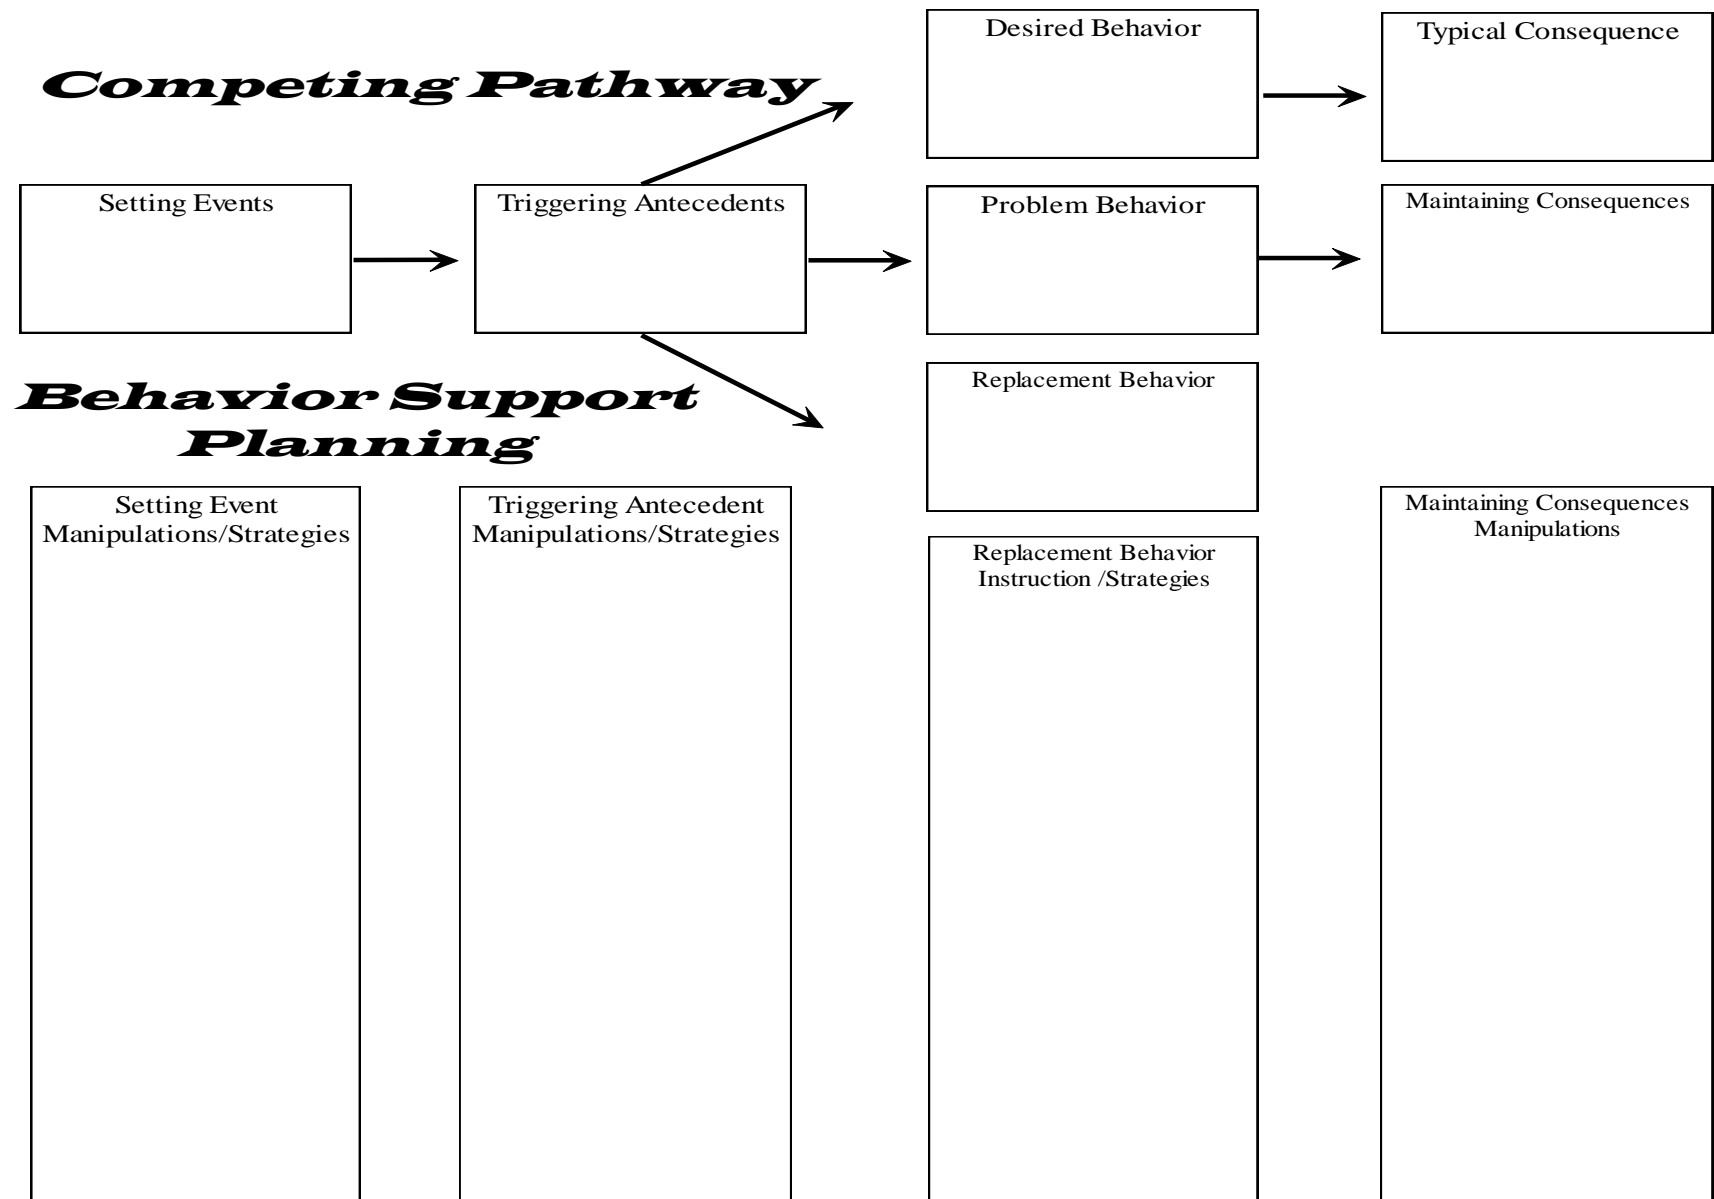 Desired Behavior
Typical Consequence
Competing Pathway
Setting Events
Triggering Antecedents
Problem Behavior
Maintaining Consequences
Behavior Support
Planning
Replacement Behavior
Setting Event
Manipulations/Strategies
Triggering Antecedent
Manipulations/Strategies
Replacement Behavior
Instruction /Strategies
Maintaining Consequences
Manipulations